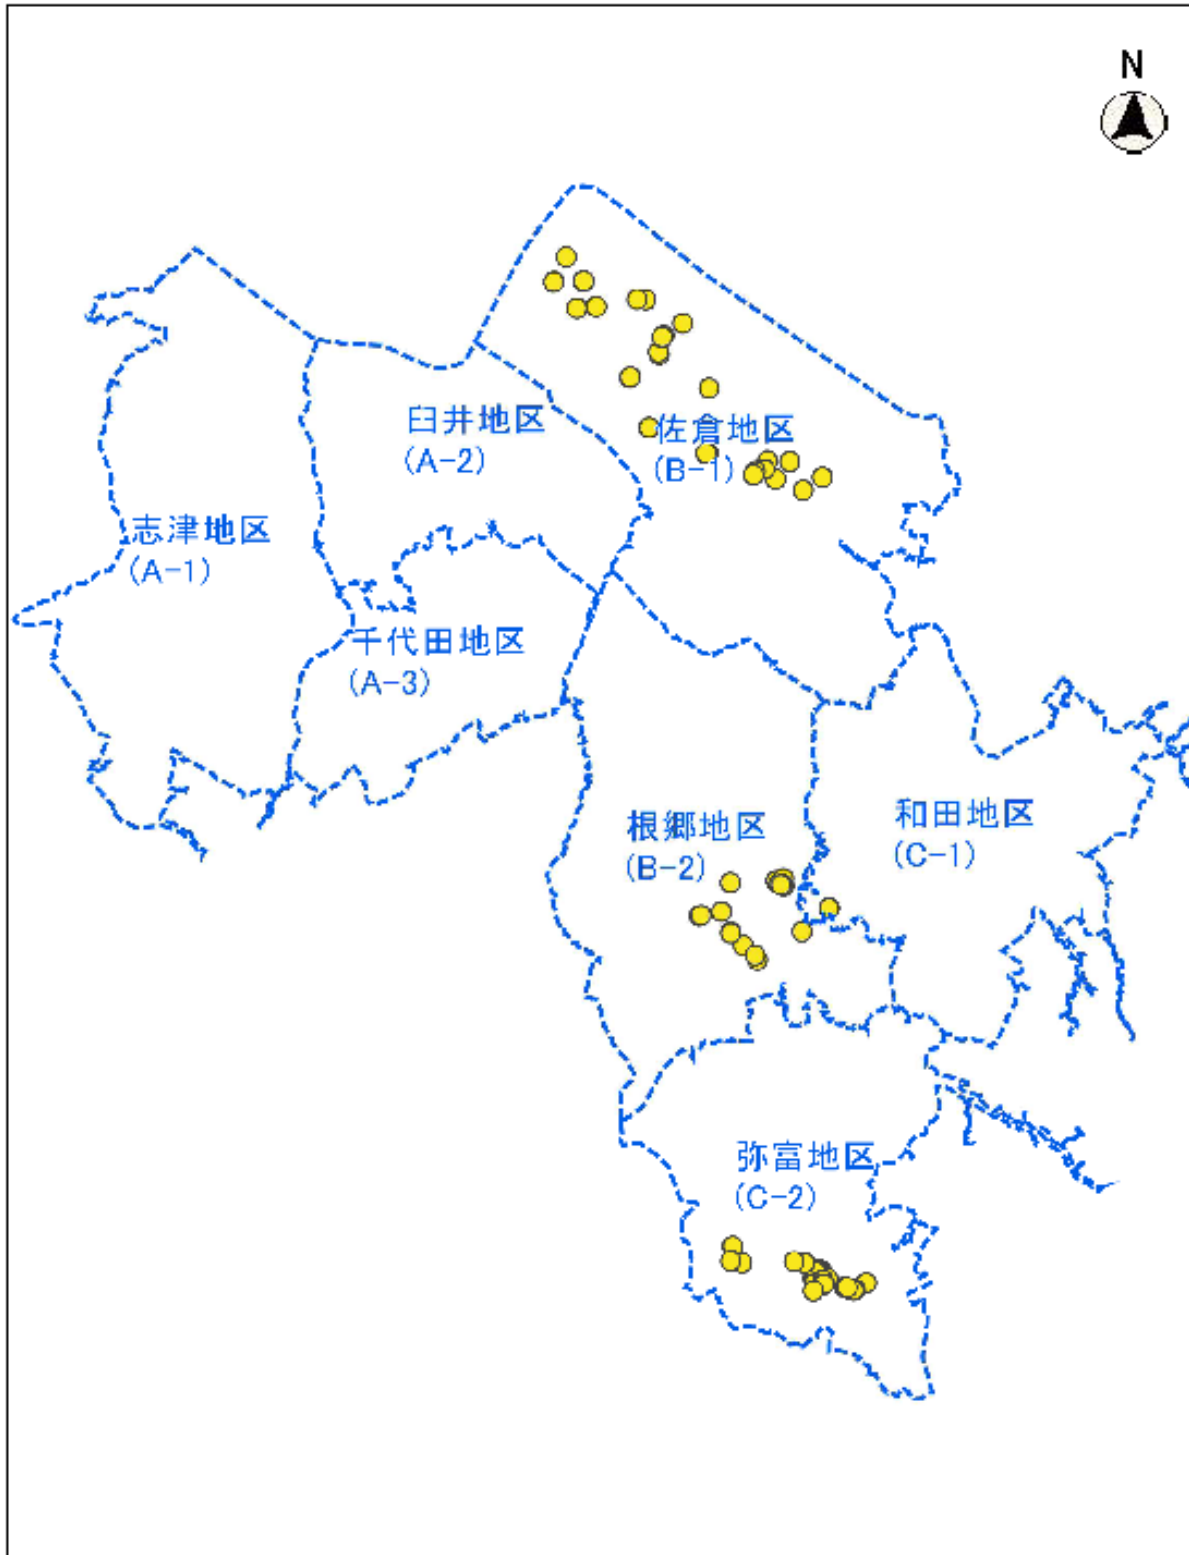 N
臼井地区
(A-2)
佐倉地区
(B-1)
志津地区
(A-1)
千代田地区
(A-3)
根郷地区
(B-2)
和田地区
(C-1)
弥富地区
(C-2)